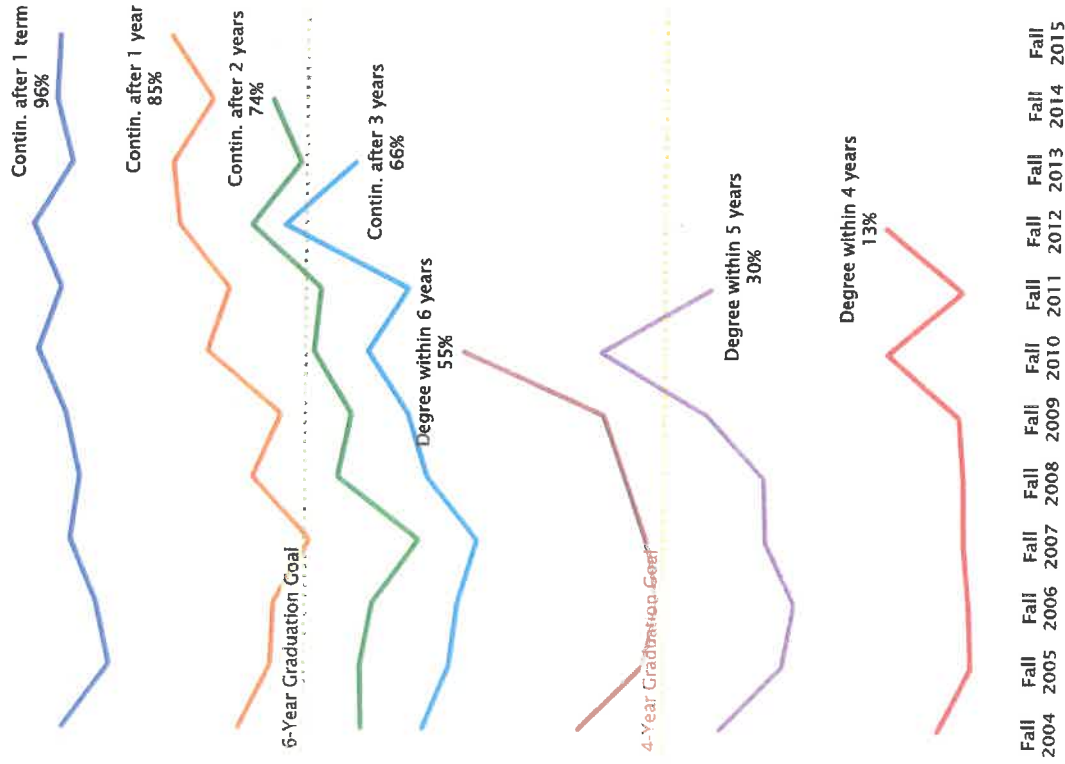 Contin. after 1 term
96%
Contin. after 1 year
85%
Contin. after 2 years
74%
Contin. after 3 years
66%
Degree within 6 years
55%
6-Year Graduation Goal
4-Year Graduation Goal
Degree within 5 years
30%
Degree within 4 years
13%
Fall
2004
Fall
2005
Fall
2006
Fall
2007
Fall
2008
Fall
2009
Fall
2010
Fall
2011
Fall
2012
Fall
2013
Fall
2014
Fall
2015